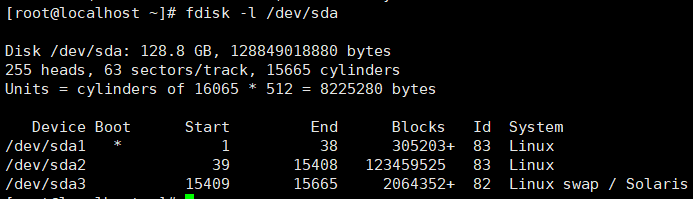 [root@localhost ~]# fdisk -l /dev/sda
Disk /dev/sda: 128.8 GB, 128849018880 bytes
255 heads, 63 sectors/track, 15665 cylinders
Units = cylinders of 16065 * 512 = 8225280 bytes
Device Boot Start End Blocks Id System
/dev/sda1 * 1 38 305203+ 83 Linux
/dev/sda2 39 15408 123459525 83 Linux
/dev/sda3 15409 15665 2064352+ 82 Linux swap / Solaris